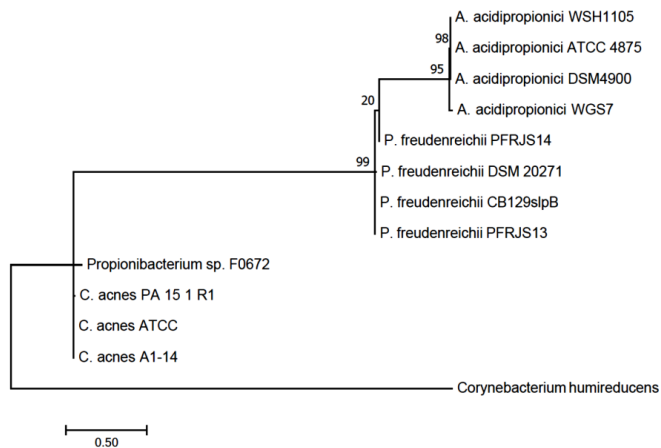 A. acidipropionici WSH1105
98
A. acidipropionici ATCC 4875
95
A. acidipropionici DSM4900
20
A. acidipropionici WGS7
P. freudenreichii PFRJS14
99
P. freudenreichii DSM 20271
P. freudenreichii CB129slpB
P. freudenreichii PFRJS13
Propionibacterium sp. F0672
C. acnes PA 15 1 R1
C. acnes ATCC
C. acnes A1-14
Corynebacterium humireducens
0.50